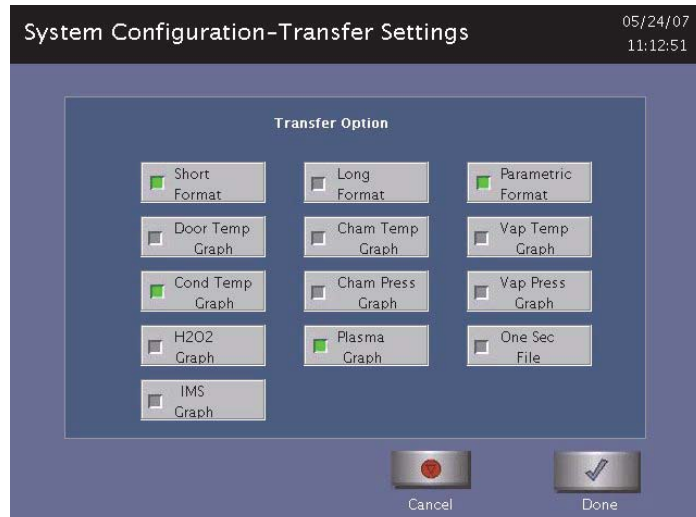 System Configuration-Transfer Settings
05/24/07
11:12:51
Transfer Option
Short
Format
Long
Format
Parametric
Format
Door Temp
Graph
Cham Temp
Graph
Vap Temp
Graph
Cond Temp
Graph
Cham Press
Graph
Vap Press
Graph
H2O2
Graph
Plasma
Graph
One Sec
File
IMS
Graph
Cancel
Done